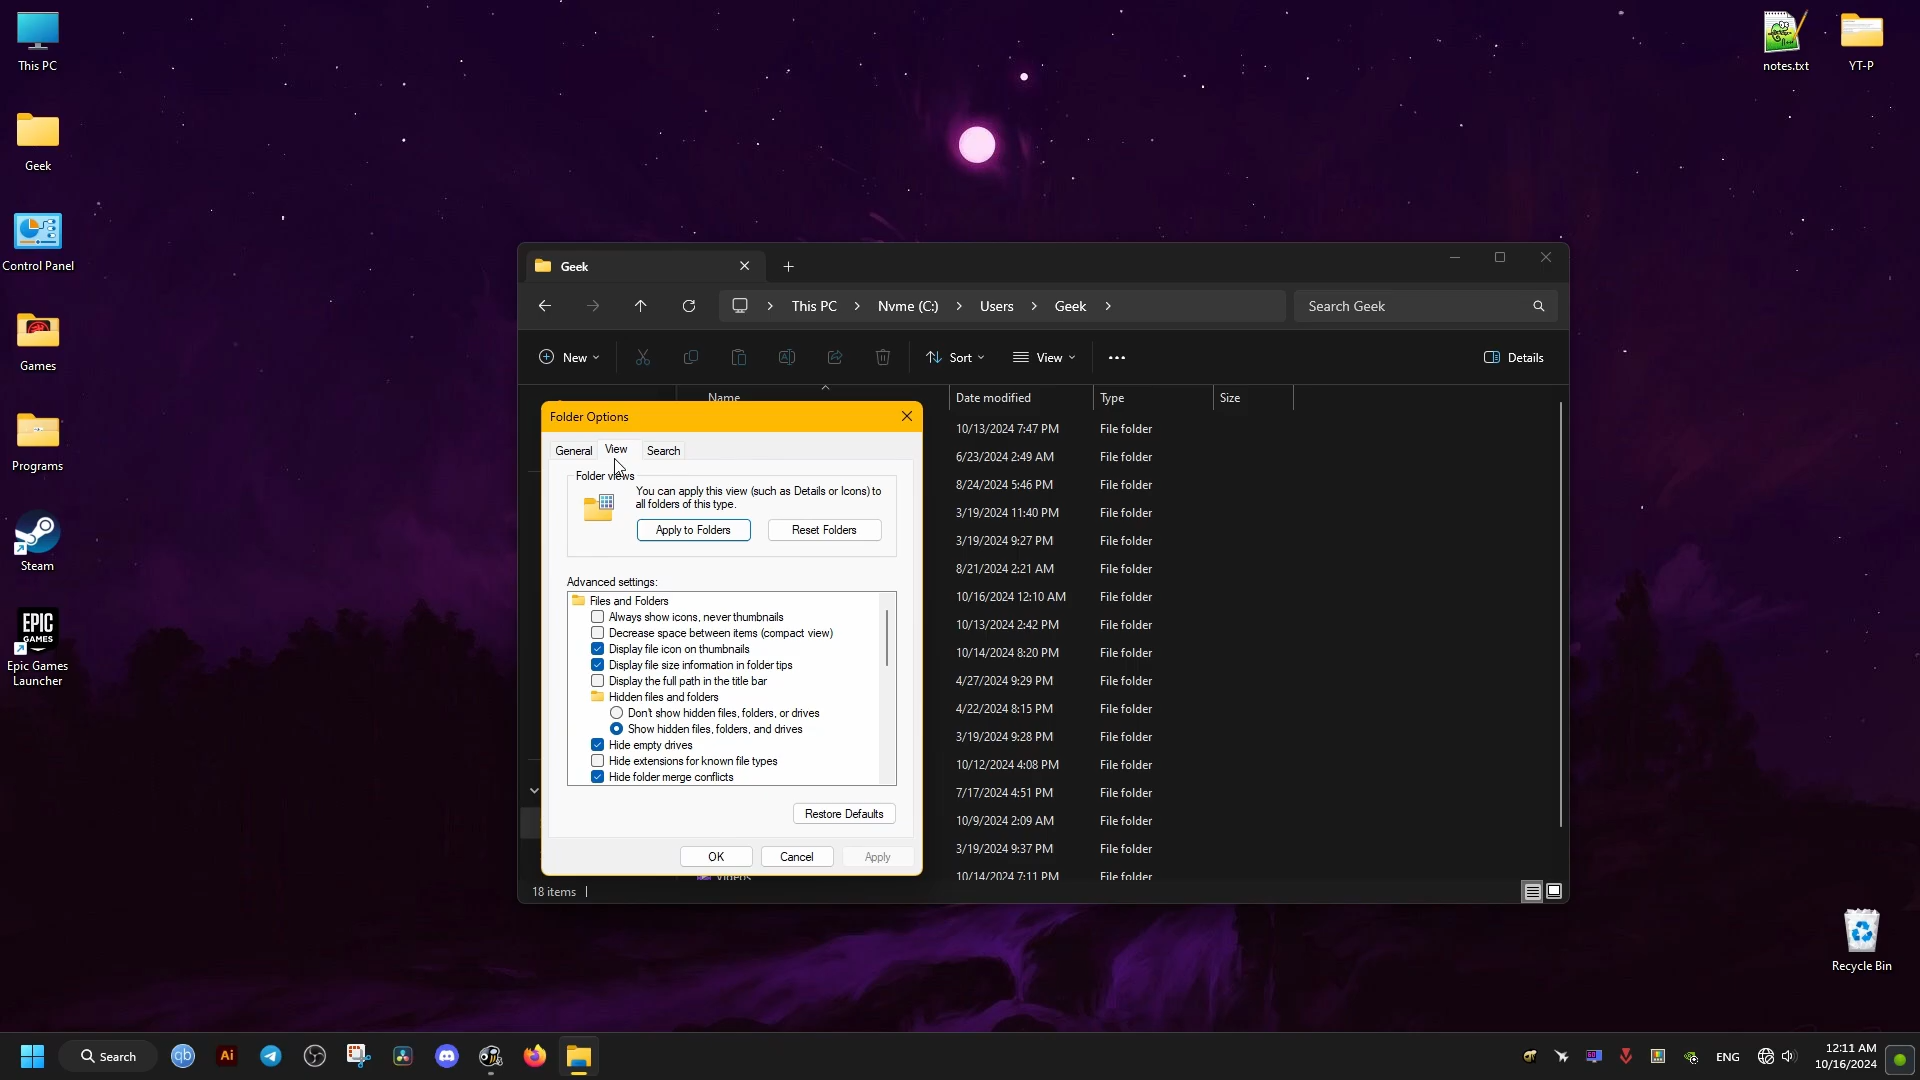 This PC
Geek
Control Panel
Games
Programs
Steam
EPIC
GAMES
Epic Games
Launcher
notes.txt
YT-P
Recycle Bin
Geek
This PC
Nvme (C:)
Users
Geek
Search Geek
New
Sort
View
Details
Name
Date modified
Type
Size
10/13/2024 7:47 PM File folder
6/23/2024 2:49 AM File folder
8/24/2024 5:46 PM File folder
3/19/2024 11:40 PM File folder
3/19/2024 9:27 PM File folder
8/21/2024 2:21 AM File folder
10/16/2024 12:10 AM File folder
10/13/2024 2:42 PM File folder
10/14/2024 8:20 PM File folder
4/27/2024 9:29 PM File folder
4/22/2024 8:15 PM File folder
3/19/2024 9:28 PM File folder
10/12/2024 4:08 PM File folder
7/17/2024 4:51 PM File folder
10/9/2024 2:09 AM File folder
3/19/2024 9:37 PM File folder
10/14/2024 7:11 PM File folder
Videos
18 items
Folder Options
General
View
Search
Folder views
You can apply this view (such as Details or Icons) to
all folders of this type.
Apply to Folders
Reset Folders
Advanced settings:
Files and Folders
Always show icons, never thumbnails
Decrease space between items (compact view)
Display file icon on thumbnails
Display file size information in folder tips
Display the full path in the title bar
Hidden files and folders
Don't show hidden files, folders, or drives
Show hidden files, folders, and drives
Hide empty drives
Hide extensions for known file types
Hide folder merge conflicts
Restore Defaults
OK
Cancel
Apply
Search
qb
Ai
ENG
12:11 AM
10/16/2024